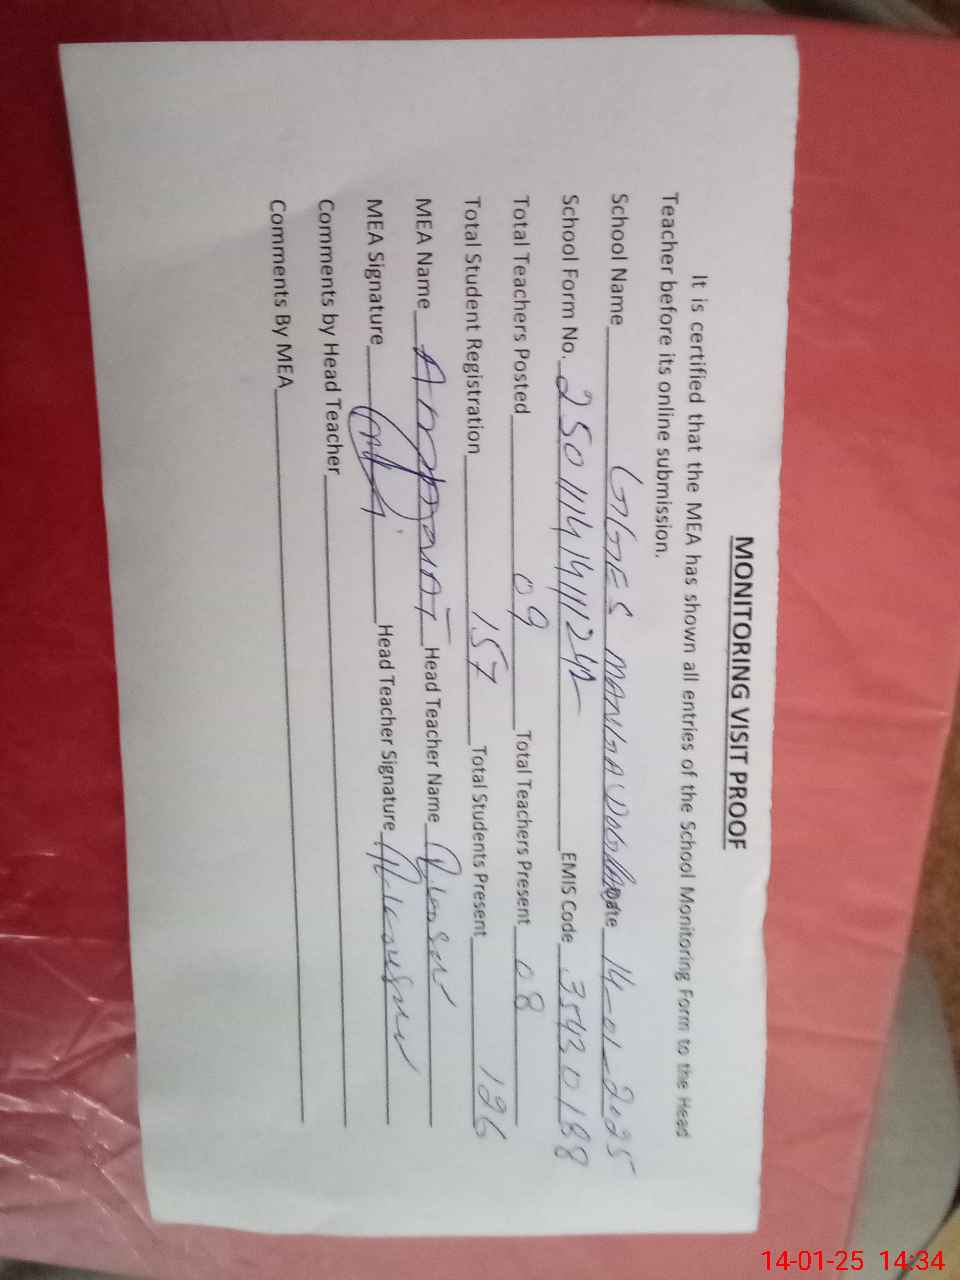 MONITORING VISIT PROOF
It is certified that the MEA has shown all entries of the School Monitoring Form to the Head
Teacher before its online submission.
School Name GGES MANGA Date 14-01-2025
School Form No. EMIS Code 35430188
Total Teachers Posted 09 Total Teachers Present 08
Total Student Registration 157 Total Students Present 126
MEA Name Head Teacher Name
MEA Signature Head Teacher Signature
Comments by Head Teacher
Comments By MEA
14-01-25 14:34